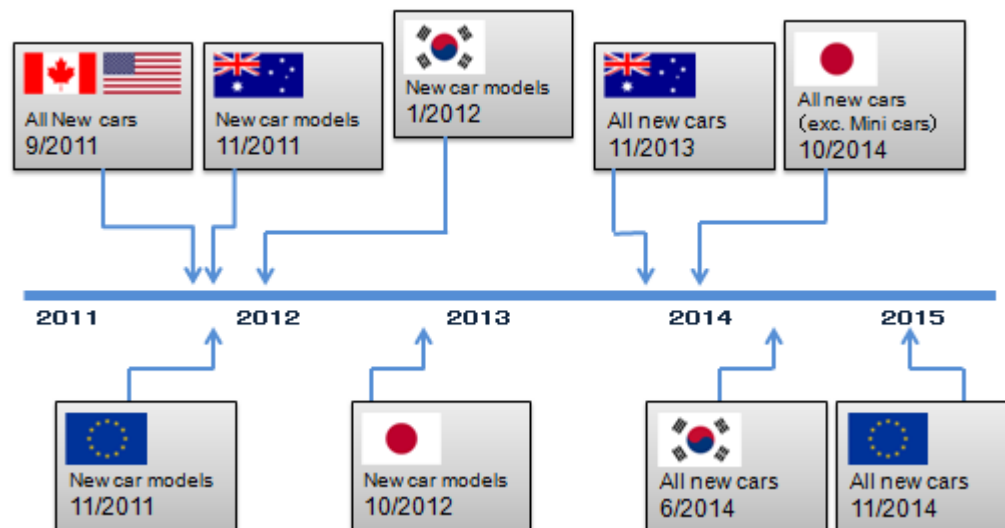 All New cars
9/2011
New car models
11/2011
New car models
1/2012
All new cars
11/2013
All new cars
(exc. Mini cars)
10/2014
2011
2012
2013
2014
2015
New car models
11/2011
New car models
10/2012
All new cars
6/2014
All new cars
11/2014